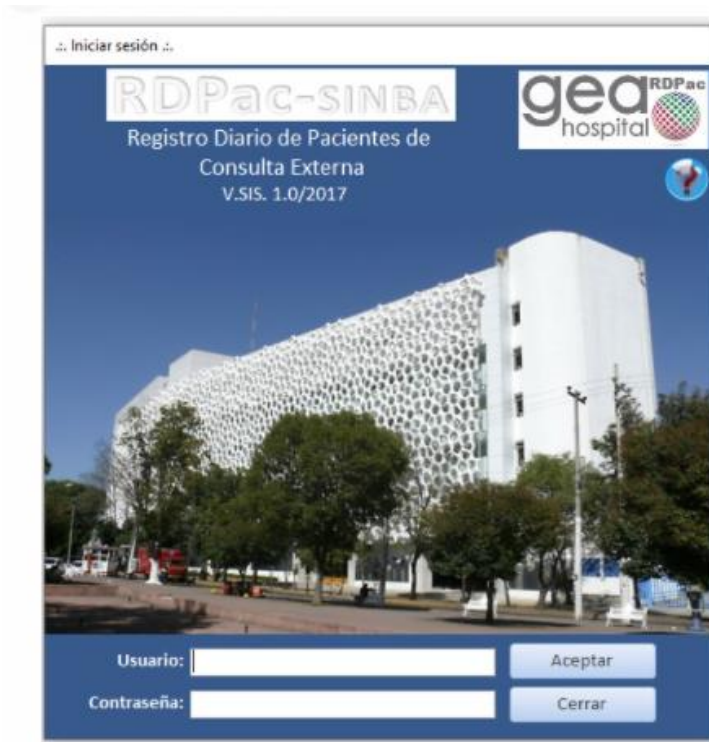 .:. Iniciar sesión .:.
RDPac-SINBA
Registro Diario de Pacientes de
Consulta Externa
V.SIS. 1.0/2017
gea
hospital
RDPac
?
Usuario:
Aceptar
Contraseña:
Cerrar